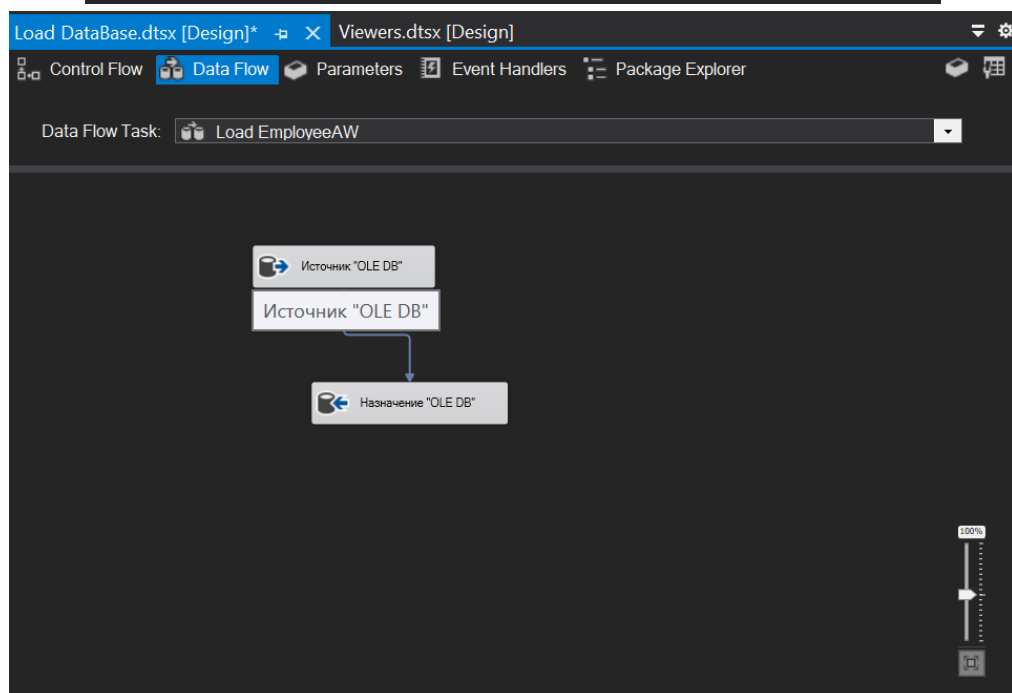 Load DataBase.dtsx [Design]* Viewers.dtsx [Design]
Control Flow Data Flow Parameters Event Handlers Package Explorer
Data Flow Task: Load EmployeeAW
Источник "OLE DB"
Источник "OLE DB"
Назначение "OLE DB"
100%